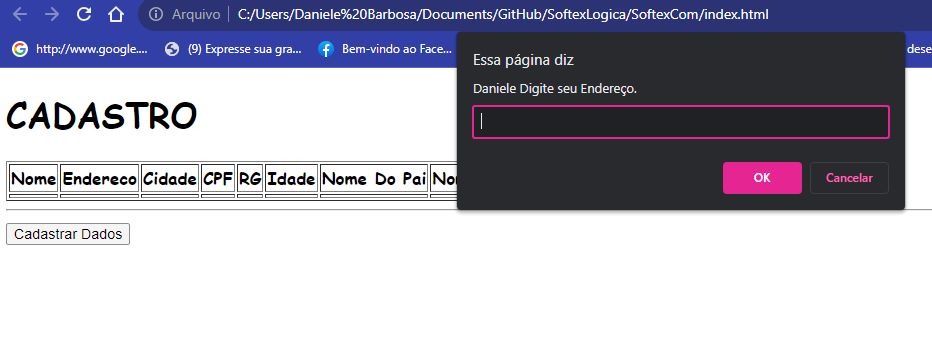 Arquivo C:/Users/Daniele%20Barbosa/Documents/GitHub/SoftexLogica/SoftexCom/index.html
http://www.google.... (9) Expresse sua gra... Bem-vindo ao Face... dese
Essa página diz
Daniele Digite seu Endereço.
OK Cancelar
CADASTRO
Nome Endereco Cidade CPF RG Idade Nome Do Pai
Cadastrar Dados